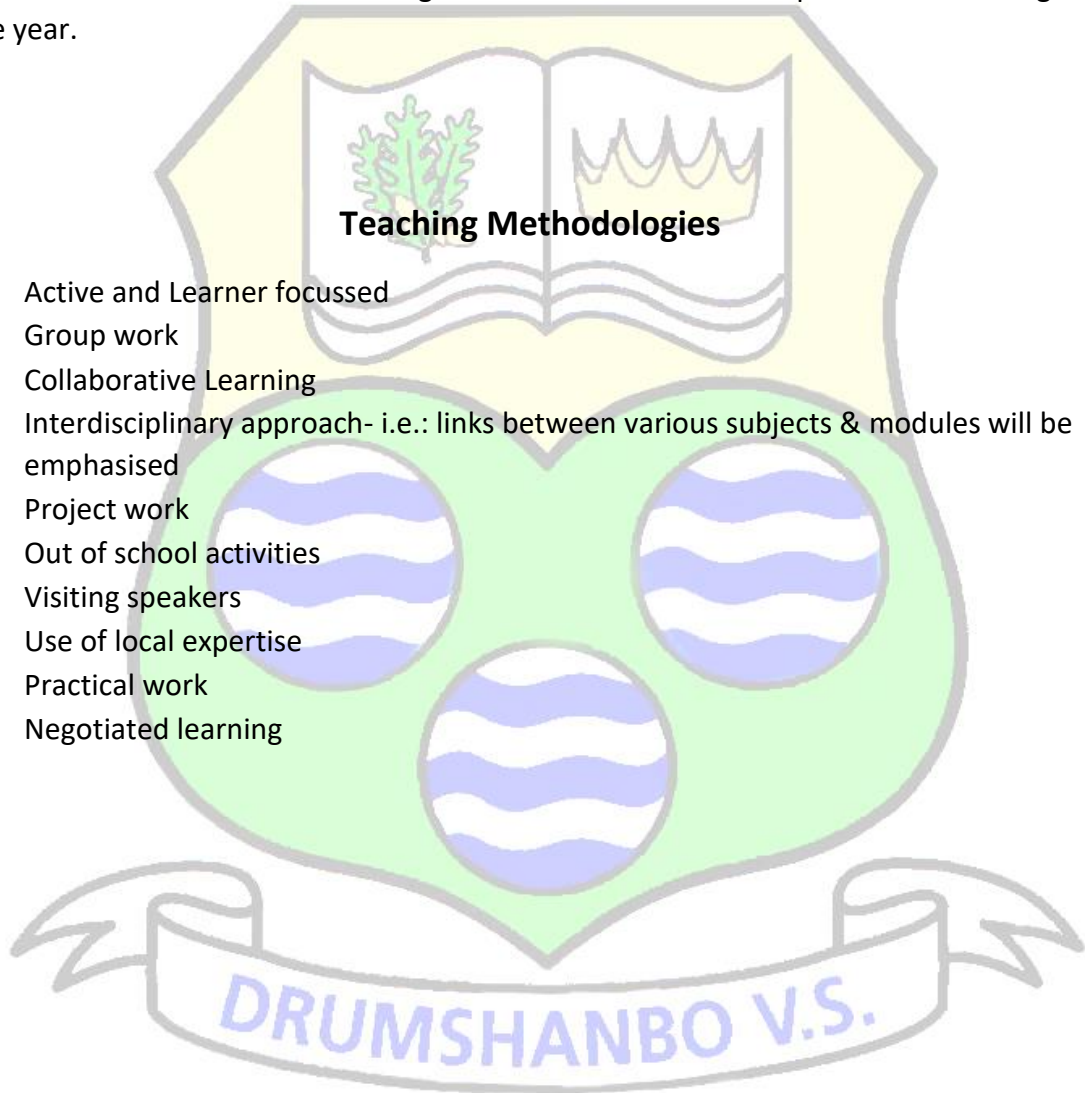 e year.
Teaching Methodologies
Active and Learner focussed
Group work
Collaborative Learning
Interdisciplinary approach- i.e.: links between various subjects & modules will be
emphasised
Project work
Out of school activities
Visiting speakers
Use of local expertise
Practical work
Negotiated learning
DRUMSHANBO V.S.